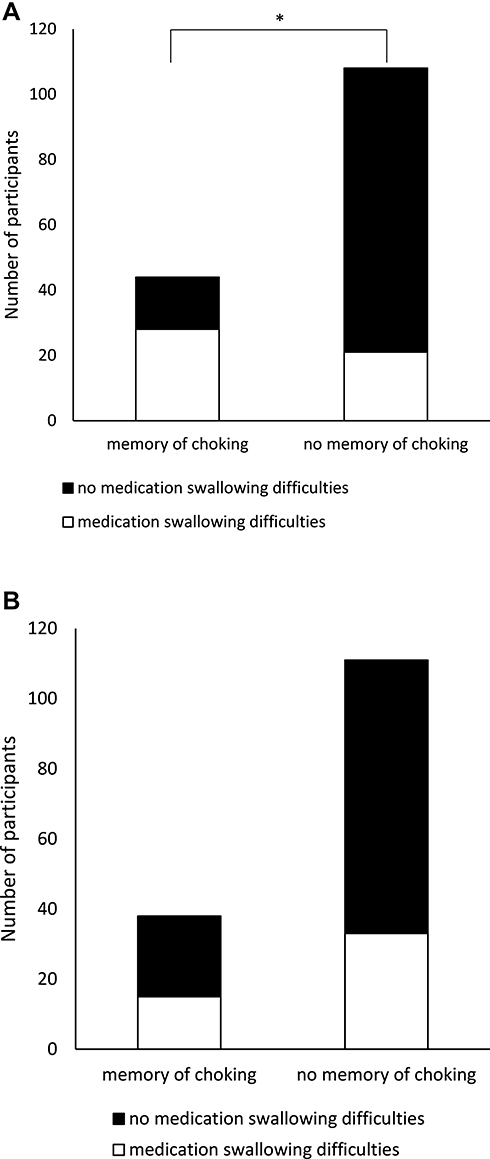 A
*
120
100
80
60
40
20
0
Number of participants
memory of choking
no memory of choking
no medication swallowing difficulties
medication swallowing difficulties
B
120
100
80
60
40
20
0
Number of participants
memory of choking
no memory of choking
no medication swallowing difficulties
medication swallowing difficulties